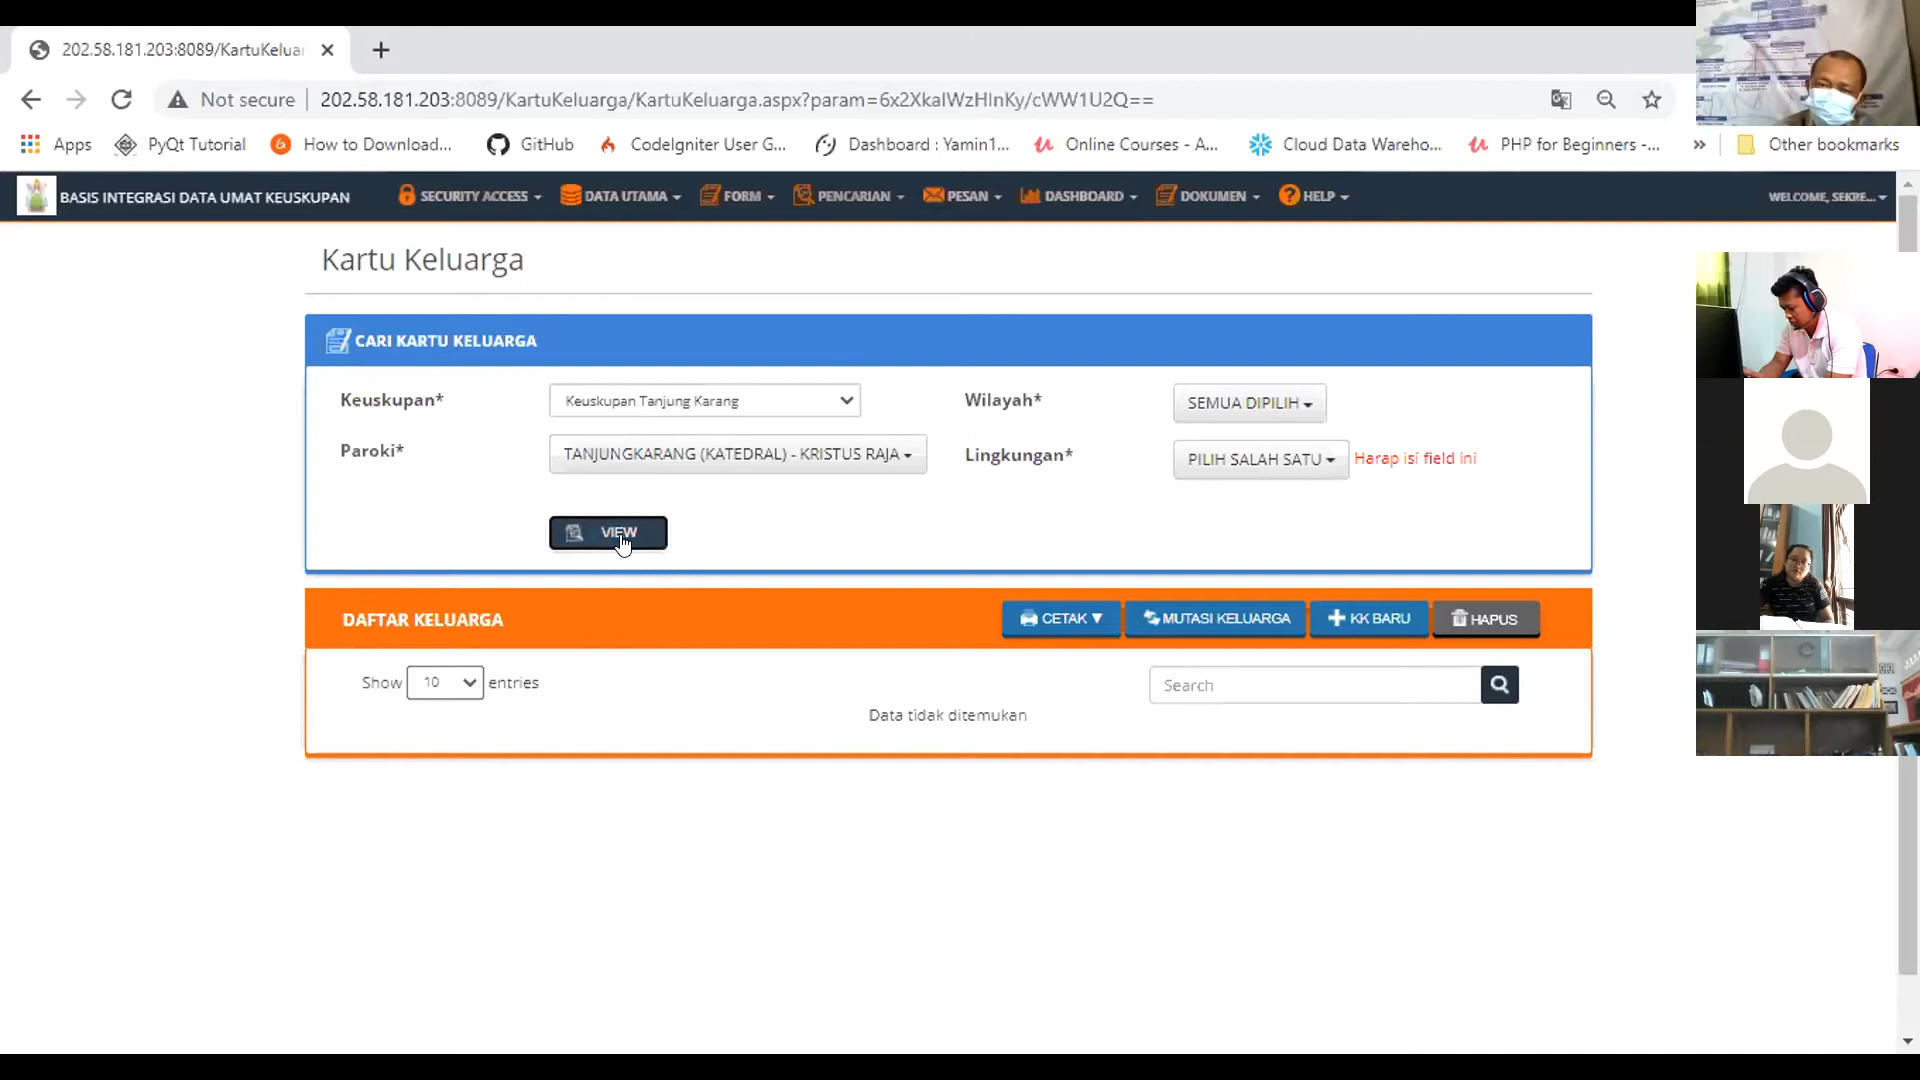 202.58.181.203:8089/KartuKeluar
Not secure
202.58.181.203:8089/KartuKeluarga/KartuKeluarga.aspx?param=6x2XkaIWzHInKy/cWW1U2Q==
Apps
PyQt Tutorial
How to Download...
GitHub
CodeIgniter User G...
Dashboard : Yamin1...
Online Courses - A...
Cloud Data Wareho...
PHP for Beginners -...
»
Other bookmarks
BASIS INTEGRASI DATA UMAT KEUSKUPAN
SECURITY ACCESS
DATA UTAMA
FORM
PENCARIAN
PESAN
DASHBOARD
DOKUMEN
HELP
WELCOME, SEKRE...
Kartu Keluarga
CARI KARTU KELUARGA
Keuskupan*
Keuskupan Tanjung Karang
Wilayah*
SEMUA DIPILIH
Paroki*
TANJUNGKARANG (KATEDRAL) - KRISTUS RAJA
Lingkungan*
PILIH SALAH SATU
Harap isi field ini
VIEW
DAFTAR KELUARGA
CETAK ▼
MUTASI KELUARGA
KK BARU
HAPUS
Show 10 entries
Search
Data tidak ditemukan